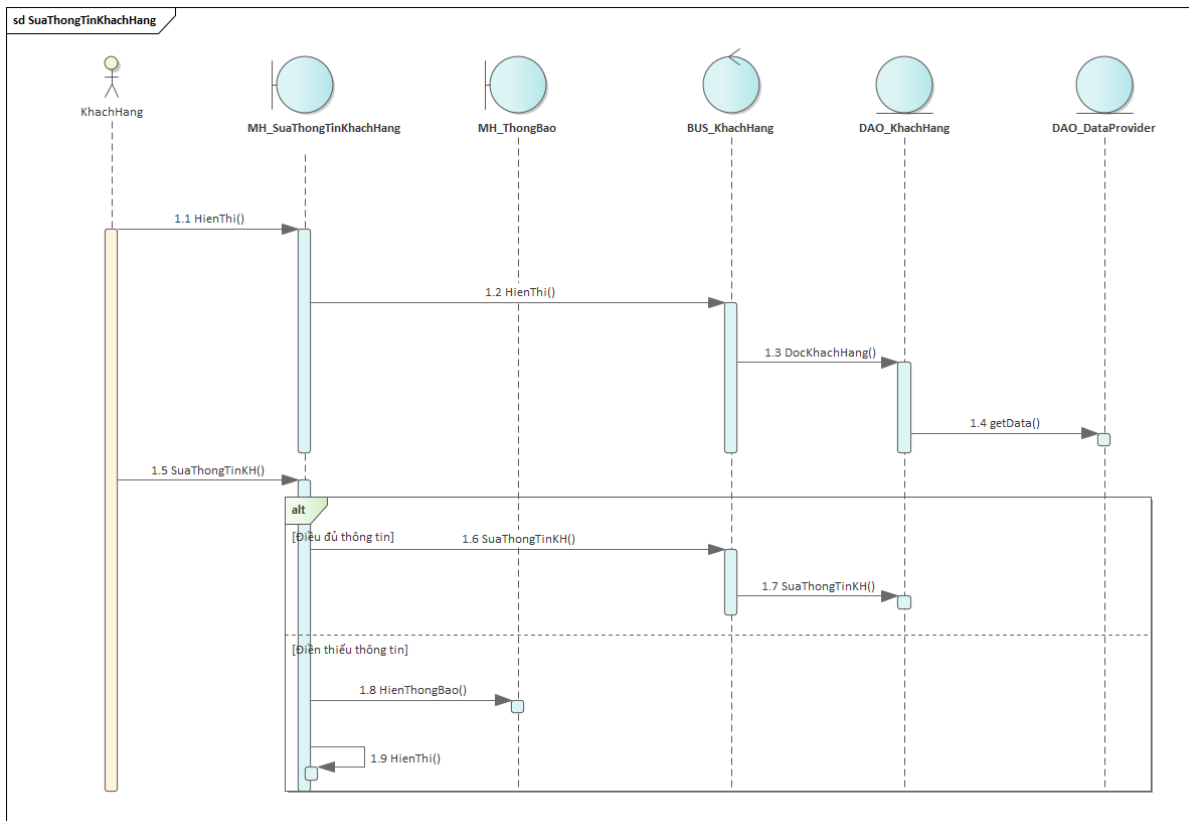 sd SuaThongTinKhachHang
KhachHang
MH_SuaThongTinKhachHang
MH_ThongBao
BUS_KhachHang
DAO_KhachHang
DAO_DataProvider
1.1 HienThi()
1.2 HienThi()
1.3 DocKhachHang()
1.4 getData()
1.5 SuaThongTinKH()
alt
[Điều đủ thông tin]
1.6 SuaThongTinKH()
1.7 SuaThongTinKH()
[Điền thiếu thông tin]
1.8 HienThongBao()
1.9 HienThi()